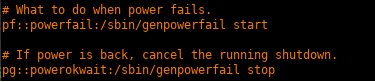 # What to do when power fails.
pf::powerfail:/sbin/genpowerfail start

# If power is back, cancel the running shutdown.
pg::powerokwait:/sbin/genpowerfail stop